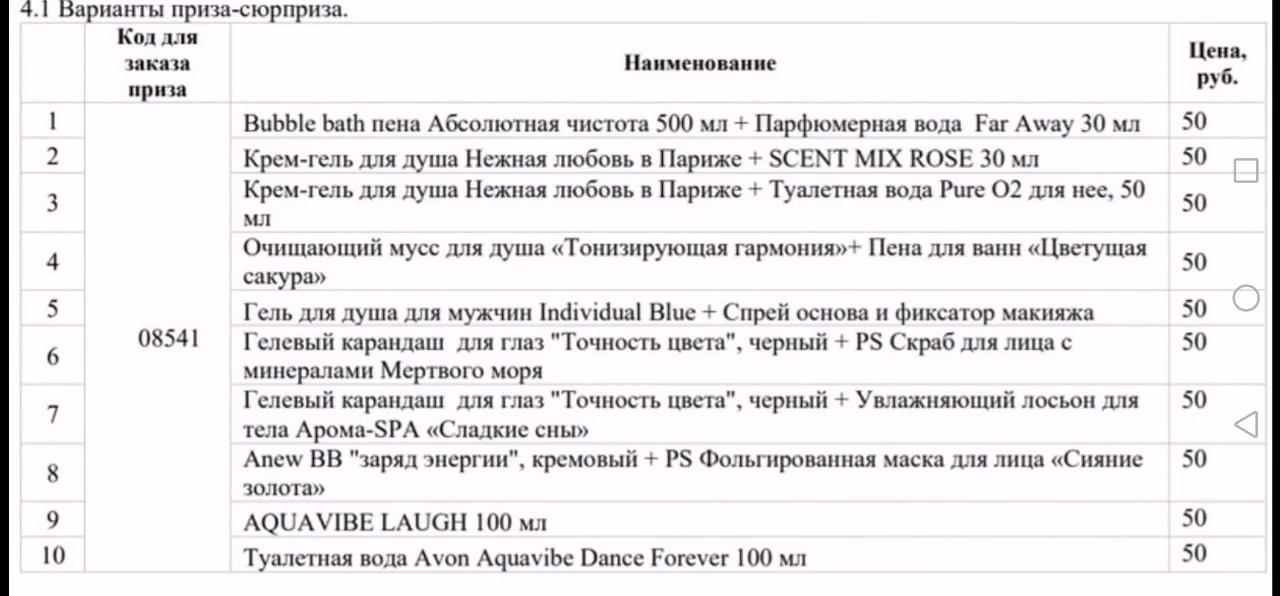 4.1 Варианты приза-сюрприза.
Код для
заказа
приза
Наименование
Цена,
руб.
1
08541
Bubble bath пена Абсолютная чистота 500 мл + Парфюмерная вода Far Away 30 мл
50
2
Крем-гель для душа Нежная любовь в Париже + SCENT MIX ROSE 30 мл
50
3
Крем-гель для душа Нежная любовь в Париже + Туалетная вода Pure O2 для нее, 50
мл
50
4
Очищающий мусс для душа «Тонизирующая гармония»+ Пена для ванн «Цветущая
сакура»
50
5
Гель для душа для мужчин Individual Blue + Спрей основа и фиксатор макияжа
50
6
Гелевый карандаш для глаз "Точность цвета", черный + PS Скраб для лица с
минералами Мертвого моря
50
7
Гелевый карандаш для глаз "Точность цвета", черный + Увлажняющий лосьон для
тела Арома-SPA «Сладкие сны»
50
8
Anew BB "заряд энергии", кремовый + PS Фольгированная маска для лица «Сияние
золота»
50
9
AQUAVIBE LAUGH 100 мл
50
10
Туалетная вода Avon Aquavibe Dance Forever 100 мл
50